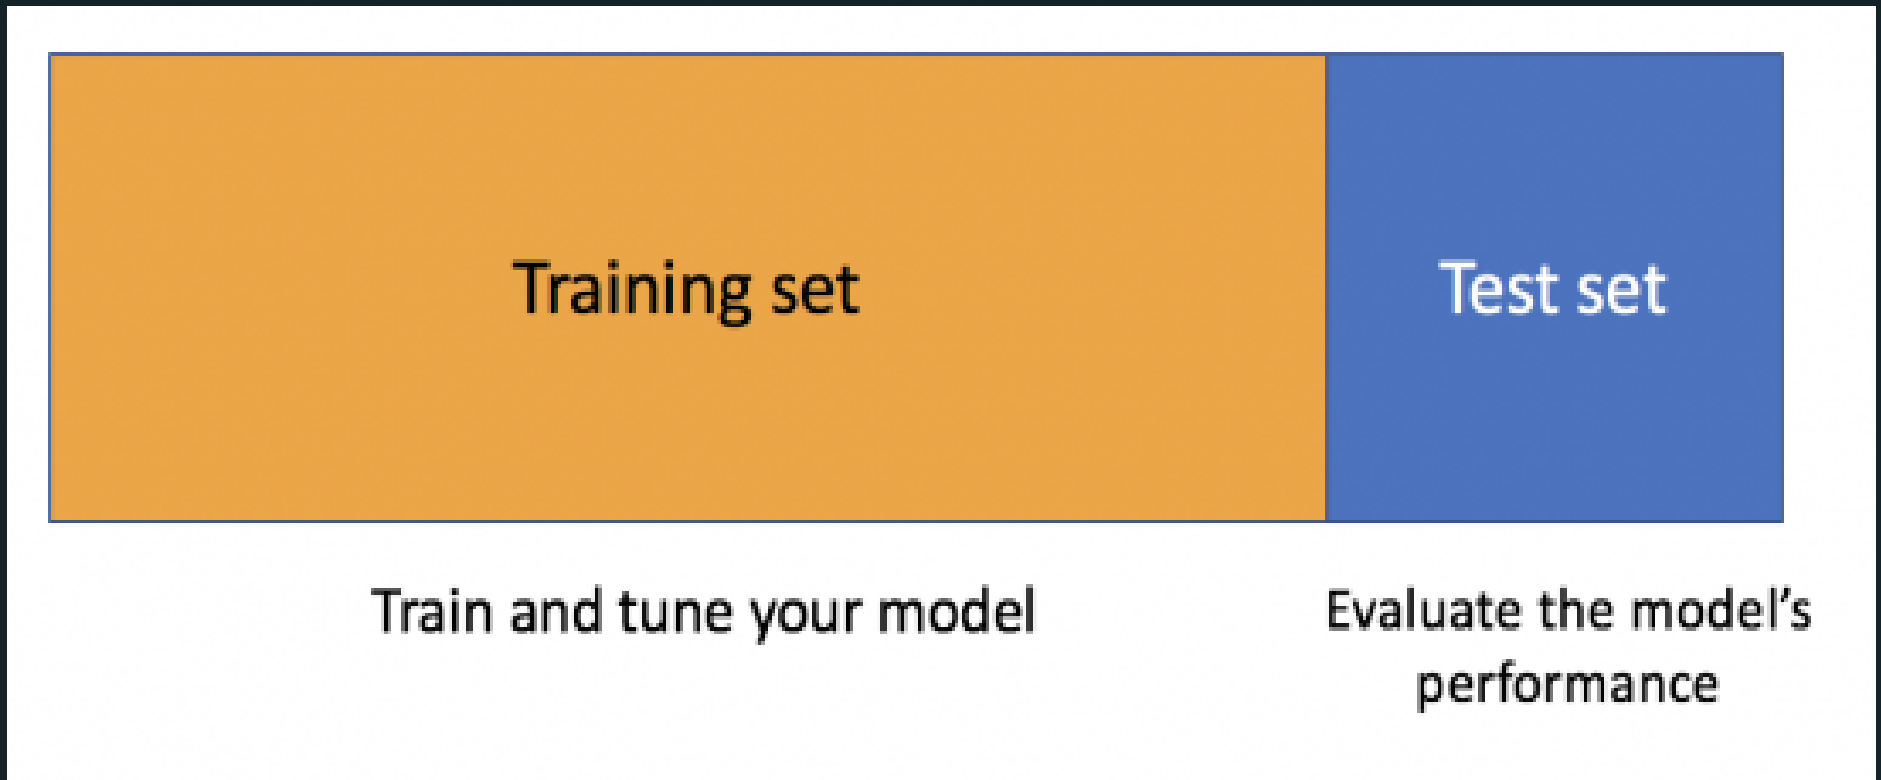 Training set
Test set
Train and tune your model
Evaluate the model’s
performance